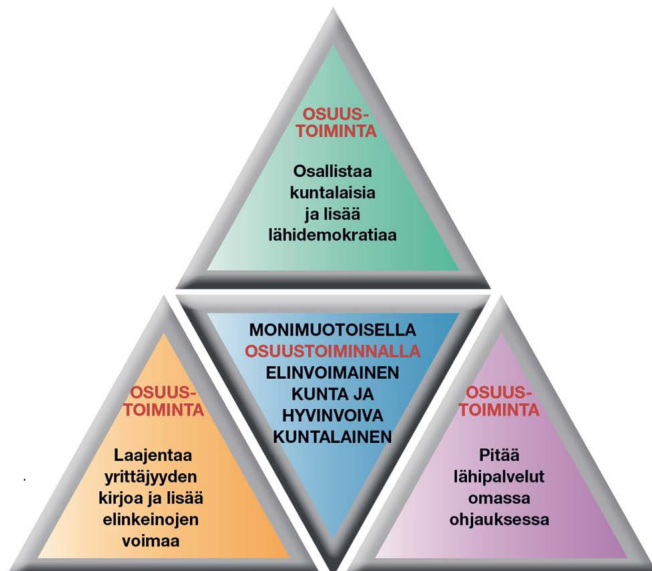 OSUUS-
TOIMINTA
Osallistaa
kuntalaisia
ja lisää
lähidemokratiaa
MONIMUOTOISELLA
OSUUSTOIMINNALLA
ELINVOIMAINEN
KUNTA JA
HYVINVOIVA
KUNTALAINEN
OSUUS-
TOIMINTA
Laajentaa
yrittäjyyden
kirjoa ja lisää
elinkeinojen
voimaa
OSUUS-
TOIMINTA
Pitää
lähipalvelut
omassa
ohjauksessa